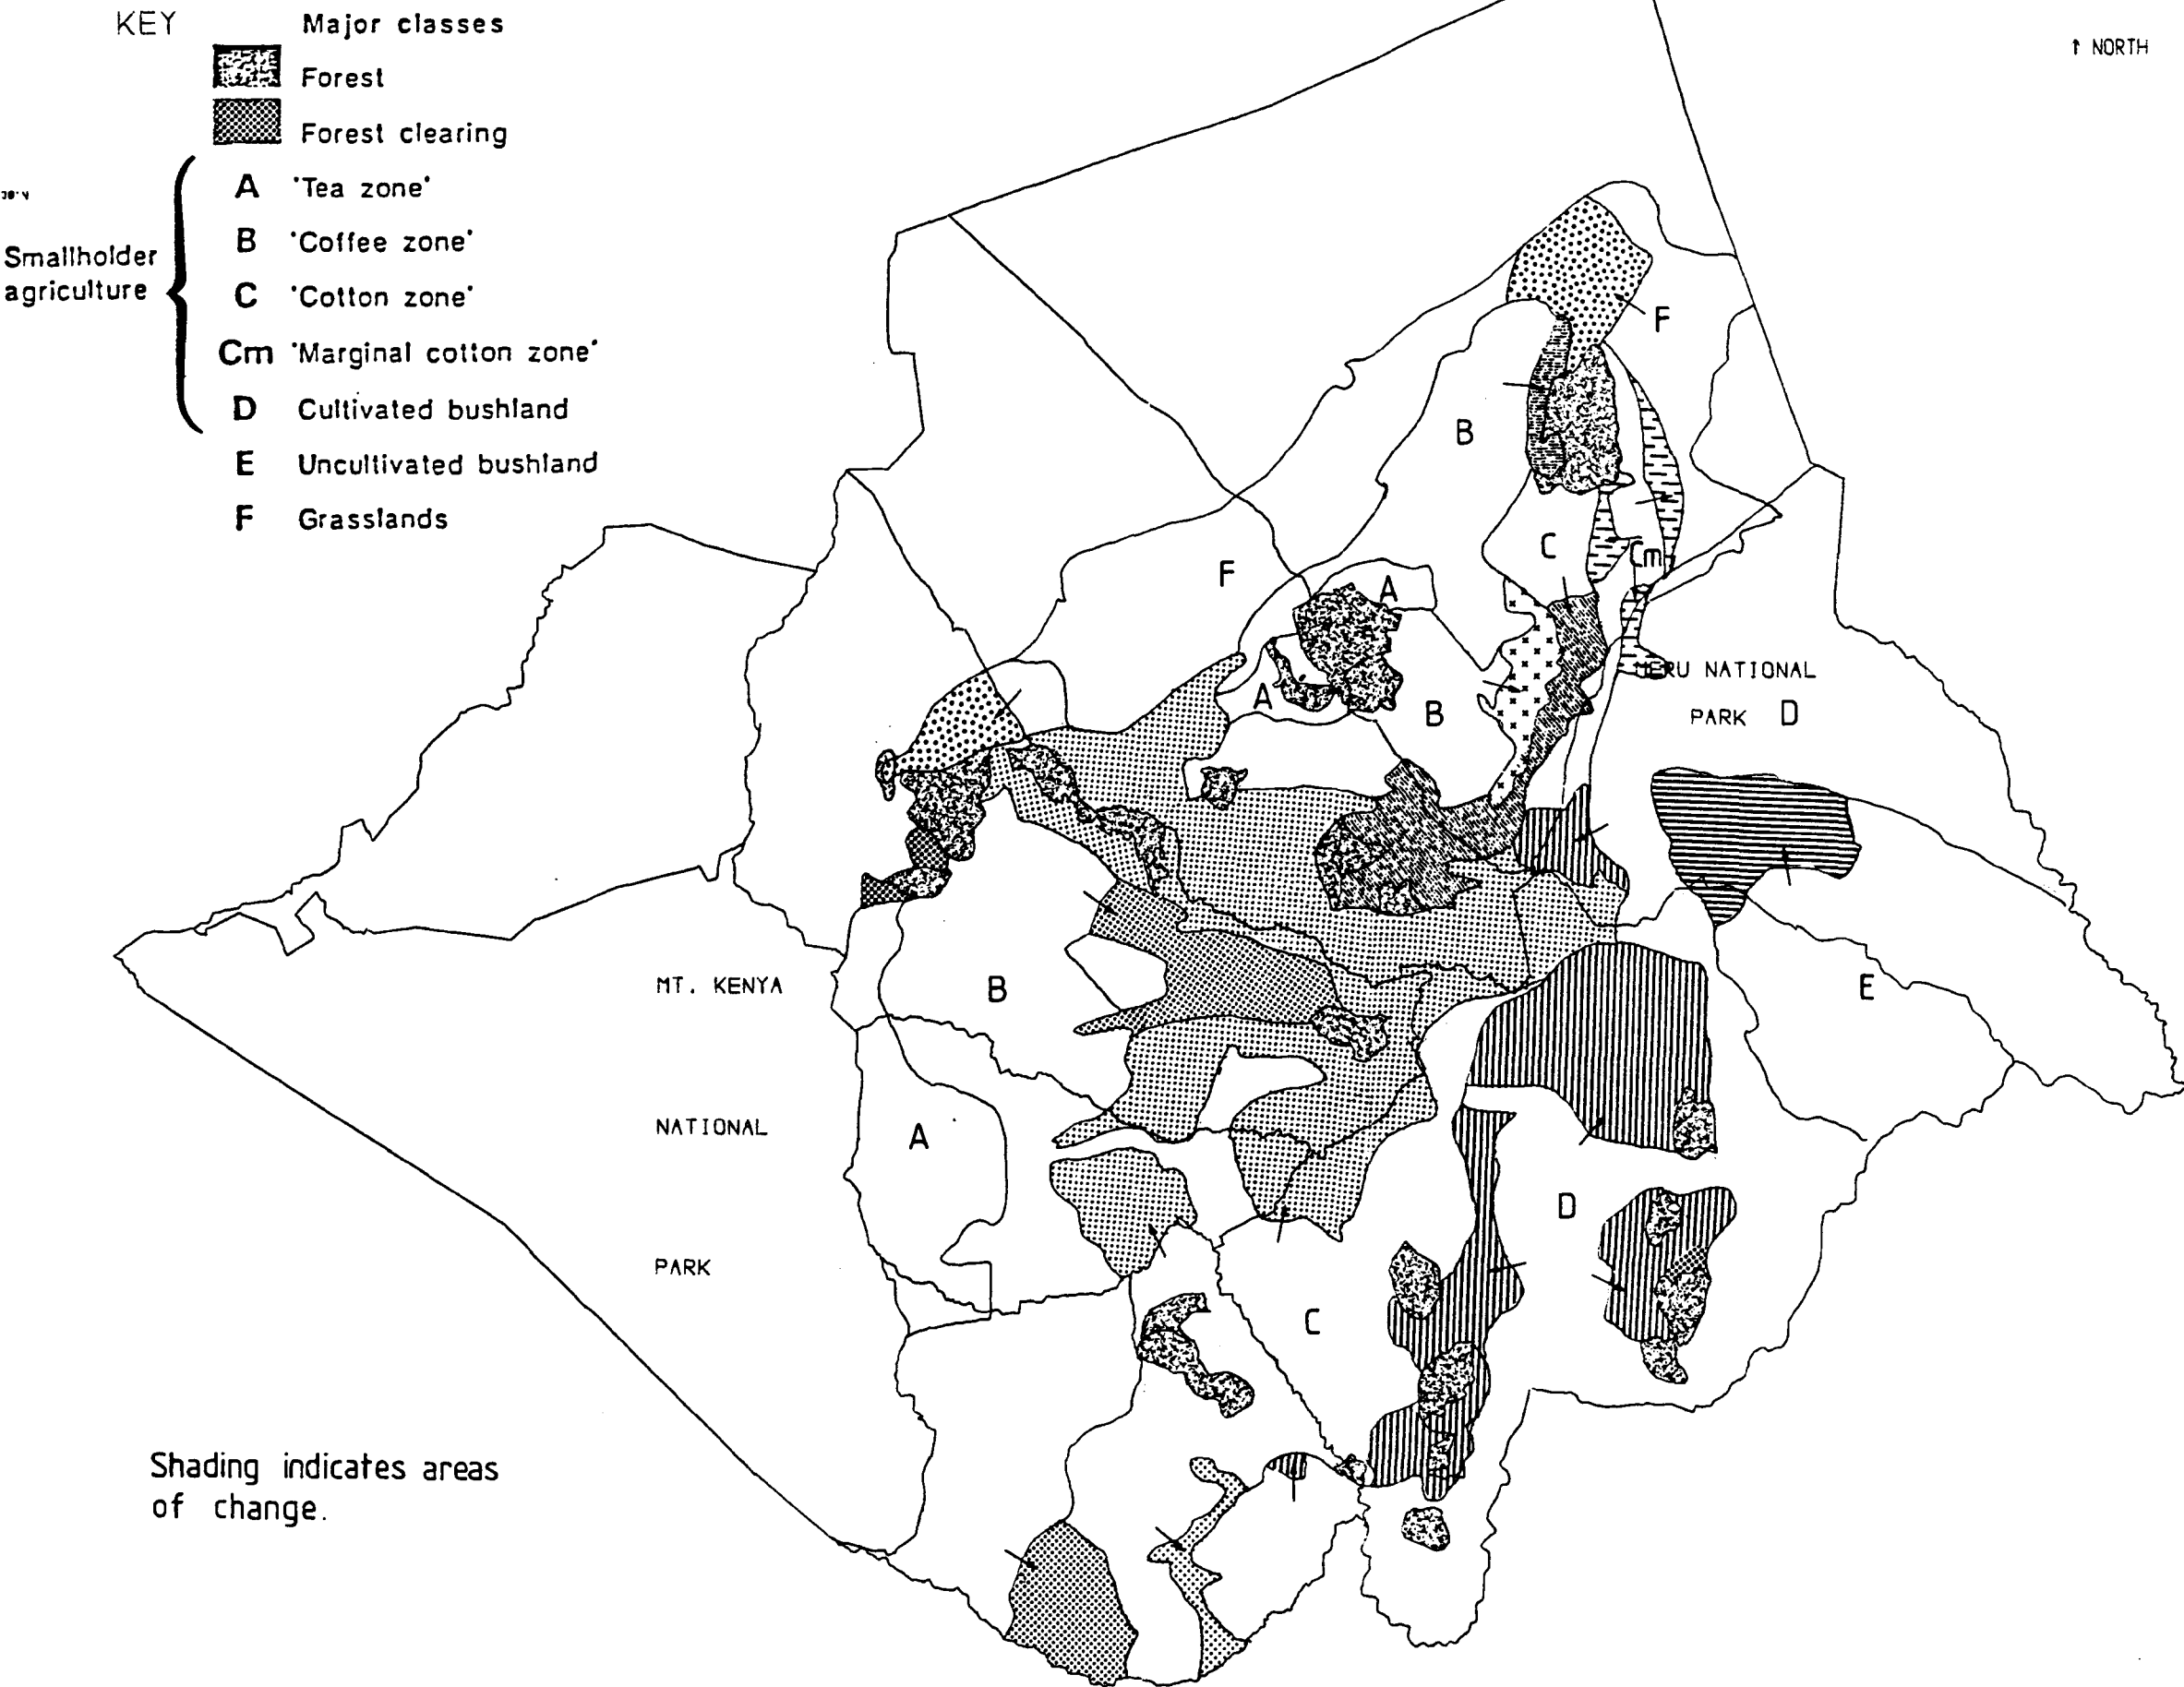 KEY Major classes
↑ NORTH
Forest
Forest clearing
A 'Tea zone'
B 'Coffee zone'
Smallholder
agriculture
C 'Cotton zone'
Cm 'Marginal cotton zone'
D Cultivated bushland
E Uncultivated bushland
F Grasslands
F
B
C
Cm
F
A
A
B
MERU NATIONAL
PARK D
MT. KENYA
B
E
NATIONAL
A
D
PARK
C
Shading indicates areas
of change.